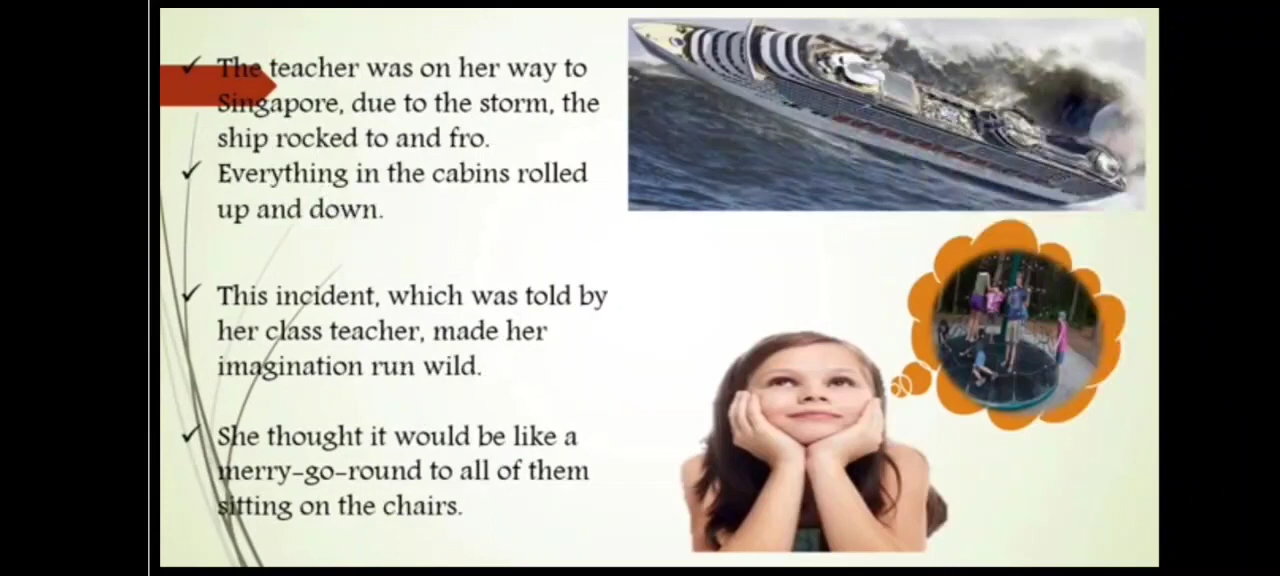 The teacher was on her way to
Singapore, due to the storm, the
ship rocked to and fro.
Everything in the cabins rolled
up and down.
This incident, which was told by
her class teacher, made her
imagination run wild.
She thought it would be like a
merry-go-round to all of them
sitting on the chairs.